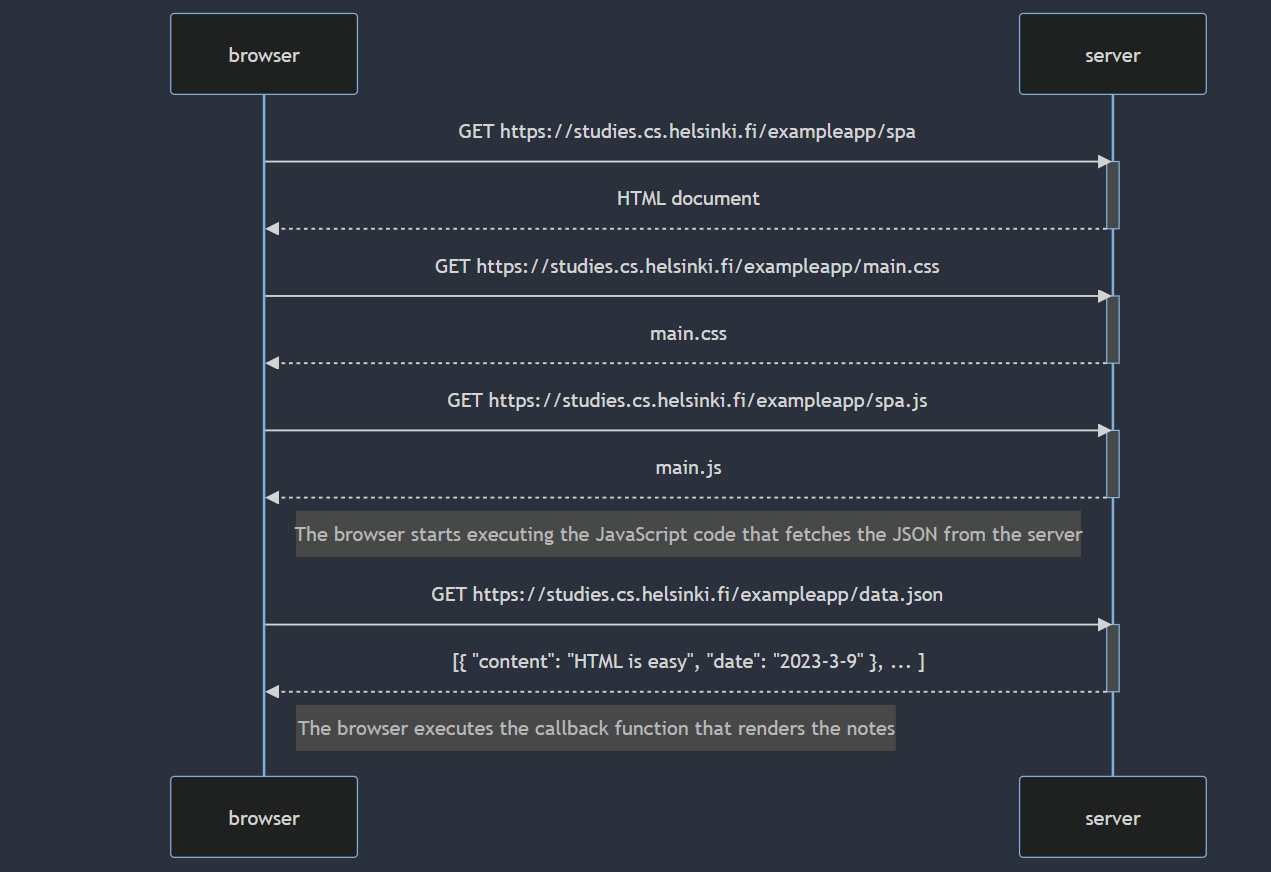 browser
server
GET https://studies.cs.helsinki.fi/exampleapp/spa
HTML document
GET https://studies.cs.helsinki.fi/exampleapp/main.css
main.css
GET https://studies.cs.helsinki.fi/exampleapp/spa.js
main.js
The browser starts executing the JavaScript code that fetches the JSON from the server
GET https://studies.cs.helsinki.fi/exampleapp/data.json
[{ "content": "HTML is easy", "date": "2023-3-9" }, ... ]
The browser executes the callback function that renders the notes
browser
server